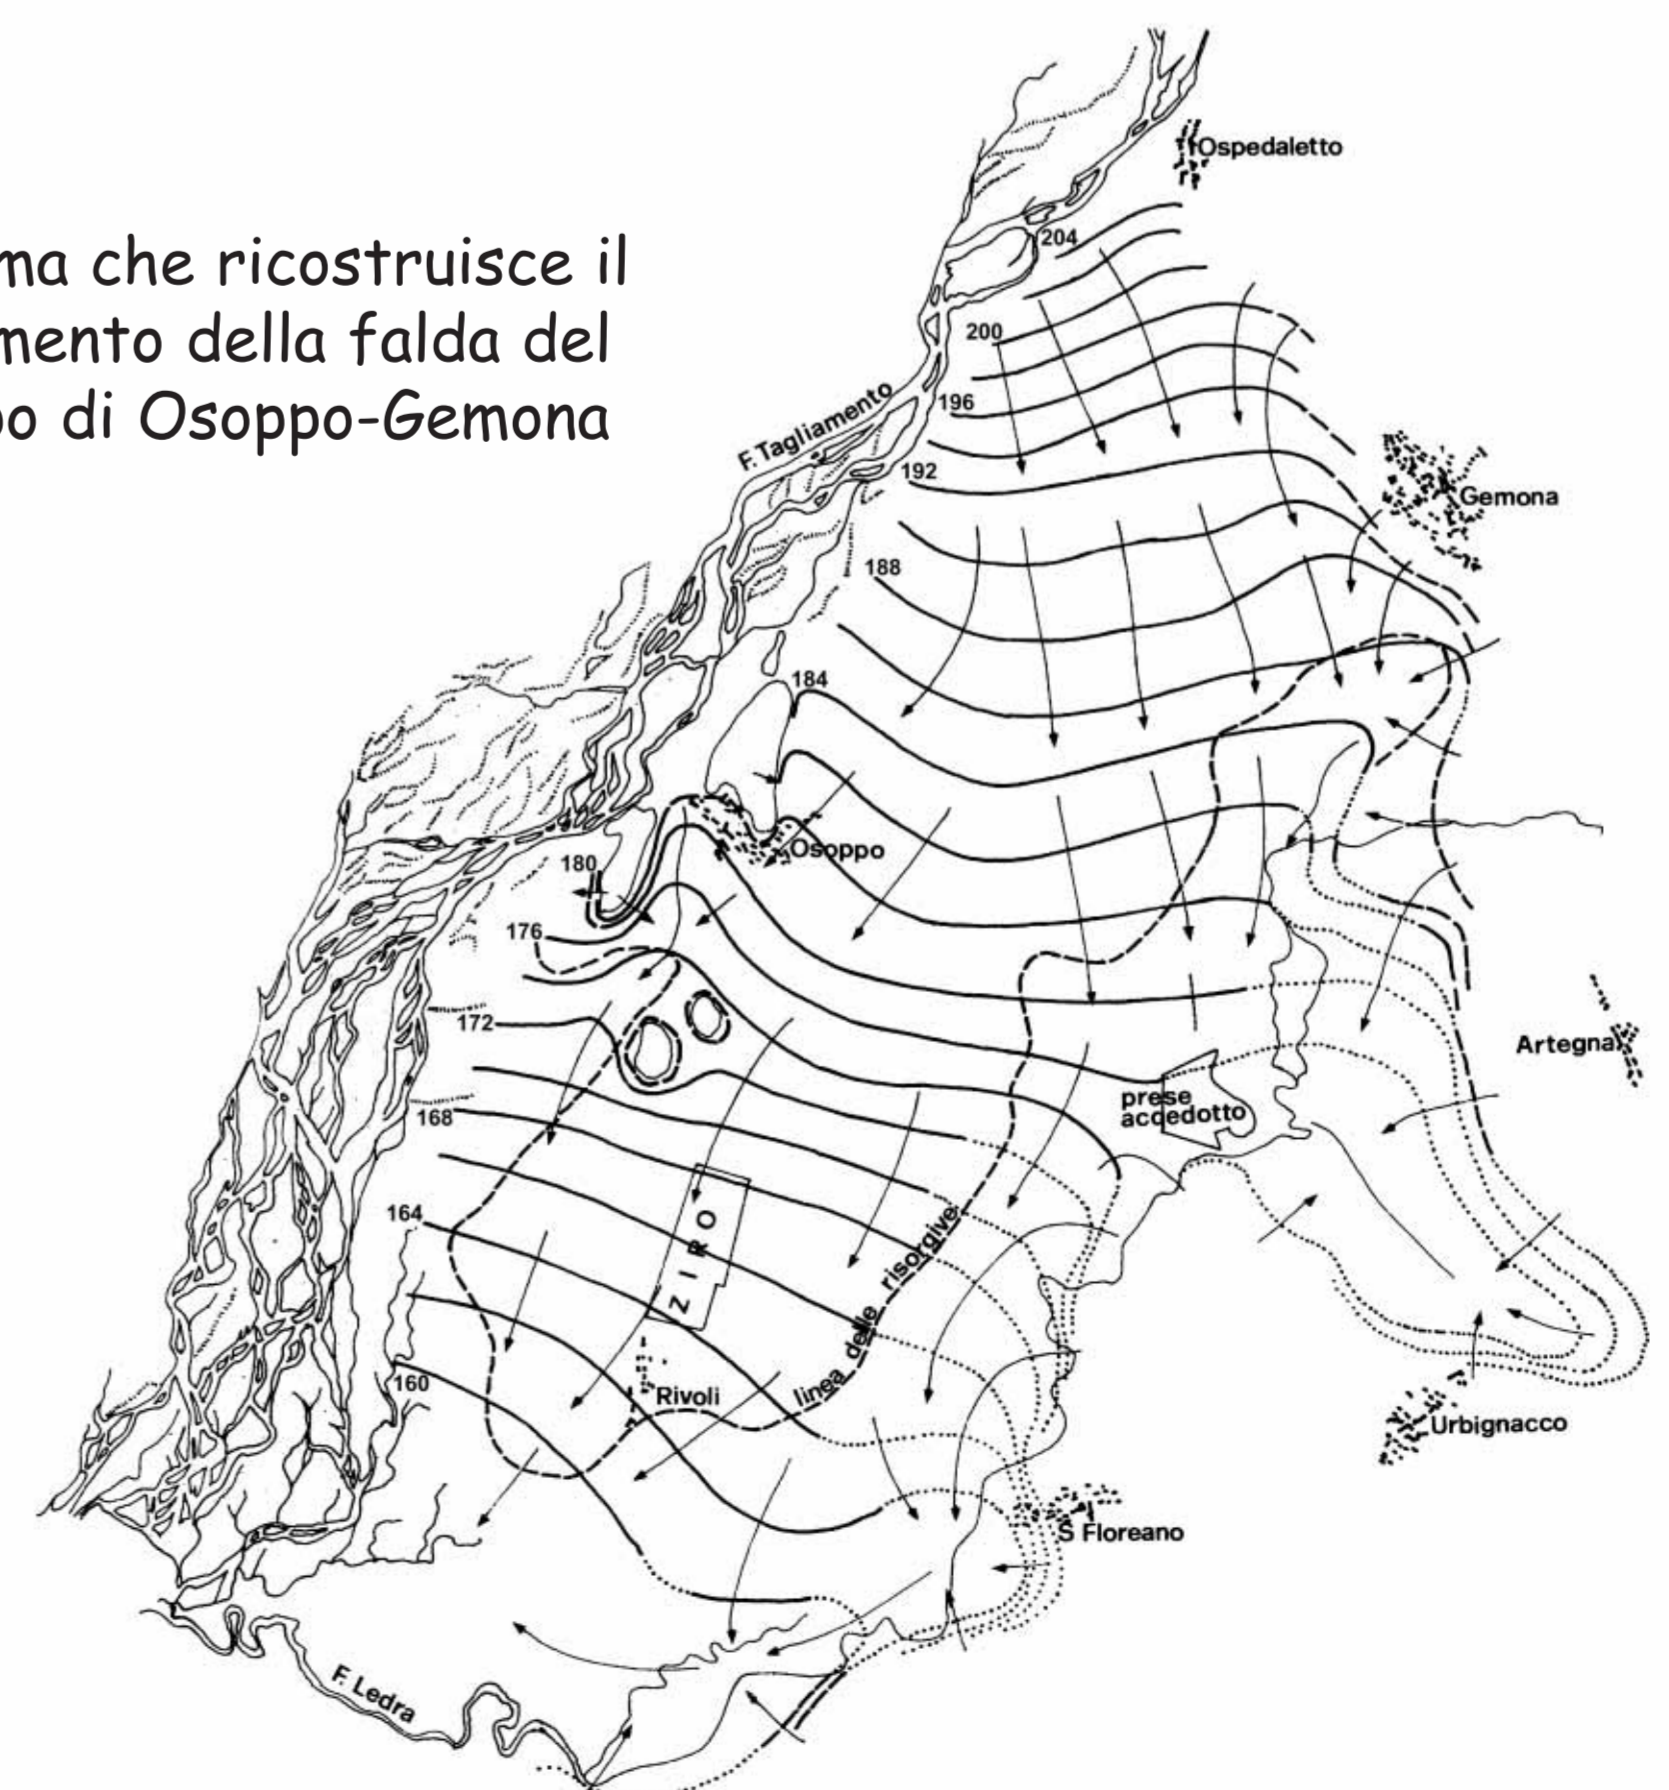 ma che ricostruisce il
mento della falda del
o di Osoppo-Gemona
Ospedaletto
204
200
196
F. Tagliamento
192
Gemona
188
184
Osoppo
180
176
172
Artegna
prese
accedotto
168
164
ZIRO
linea delle risorgive
160
Rivoli
Urbignacco
S Floreano
F. Ledra